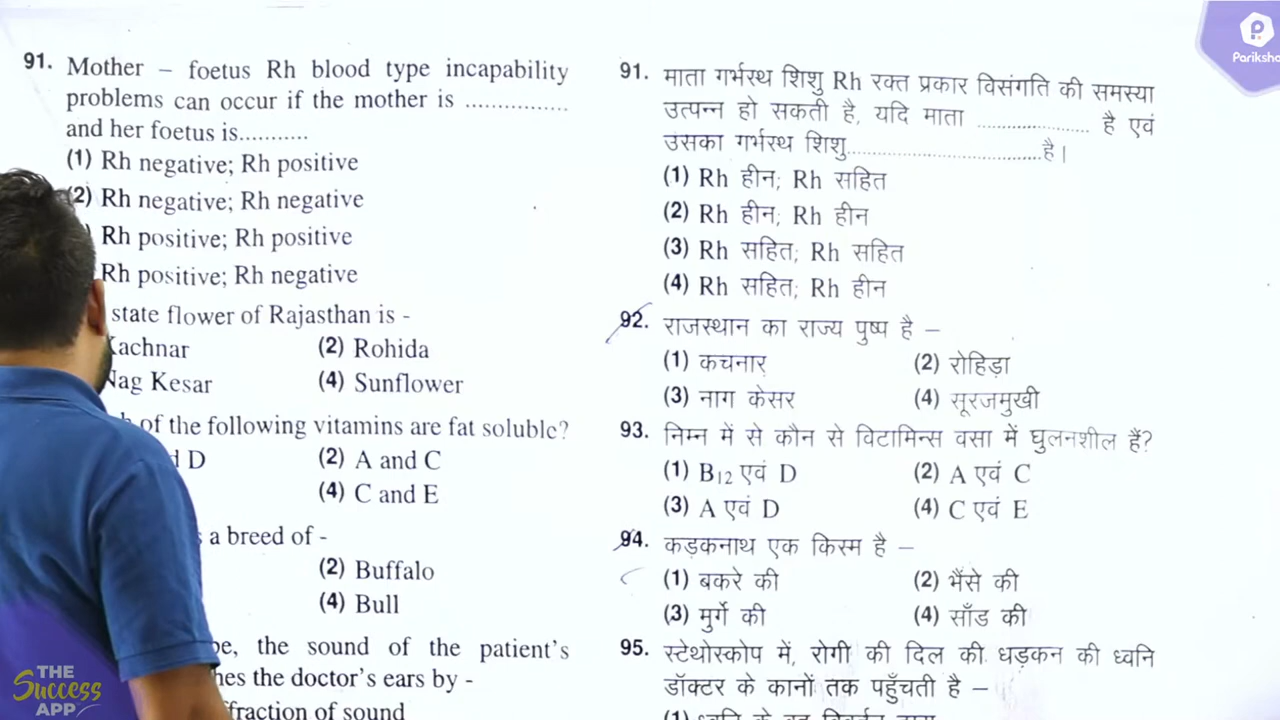 91. Mother – foetus Rh blood type incapability
problems can occur if the mother is ................
and her foetus is...........
(1) Rh negative; Rh positive
(2) Rh negative; Rh negative
) Rh positive; Rh positive
Rh positive; Rh negative
state flower of Rajasthan is -
Kachnar (2) Rohida
Nag Kesar (4) Sunflower
of the following vitamins are fat soluble?
D (2) A and C
(4) C and E
a breed of -
(2) Buffalo
(4) Bull
the sound of the patient's
the doctor's ears by -
of sound
91. माता गर्भस्थ शिशु Rh रक्त प्रकार विसंगति की समस्या
उत्पन्न हो सकती है, यदि माता ...................... है एवं
उसका गर्भस्थ शिशु......................................है।
(1) Rh हीन; Rh सहित
(2) Rh हीन; Rh हीन
(3) Rh सहित; Rh सहित
(4) Rh सहित; Rh हीन
92. राजस्थान का राज्य पुष्प है –
(1) कचनार (2) रोहिड़ा
(3) नाग केसर (4) सूरजमुखी
93. निम्न में से कौन से विटामिन्स वसा में घुलनशील हैं?
(1) B₁₂ एवं D (2) A एवं C
(3) A एवं D (4) C एवं E
94. कड़कनाथ एक किस्म है –
(1) बकरे की (2) भैंसे की
(3) मुर्गे की (4) साँड की
95. स्टेथोस्कोप में, रोगी की दिल की धड़कन की ध्वनि
डॉक्टर के कानों तक पहुँचती है –
Pariksha
THE
Success
APP